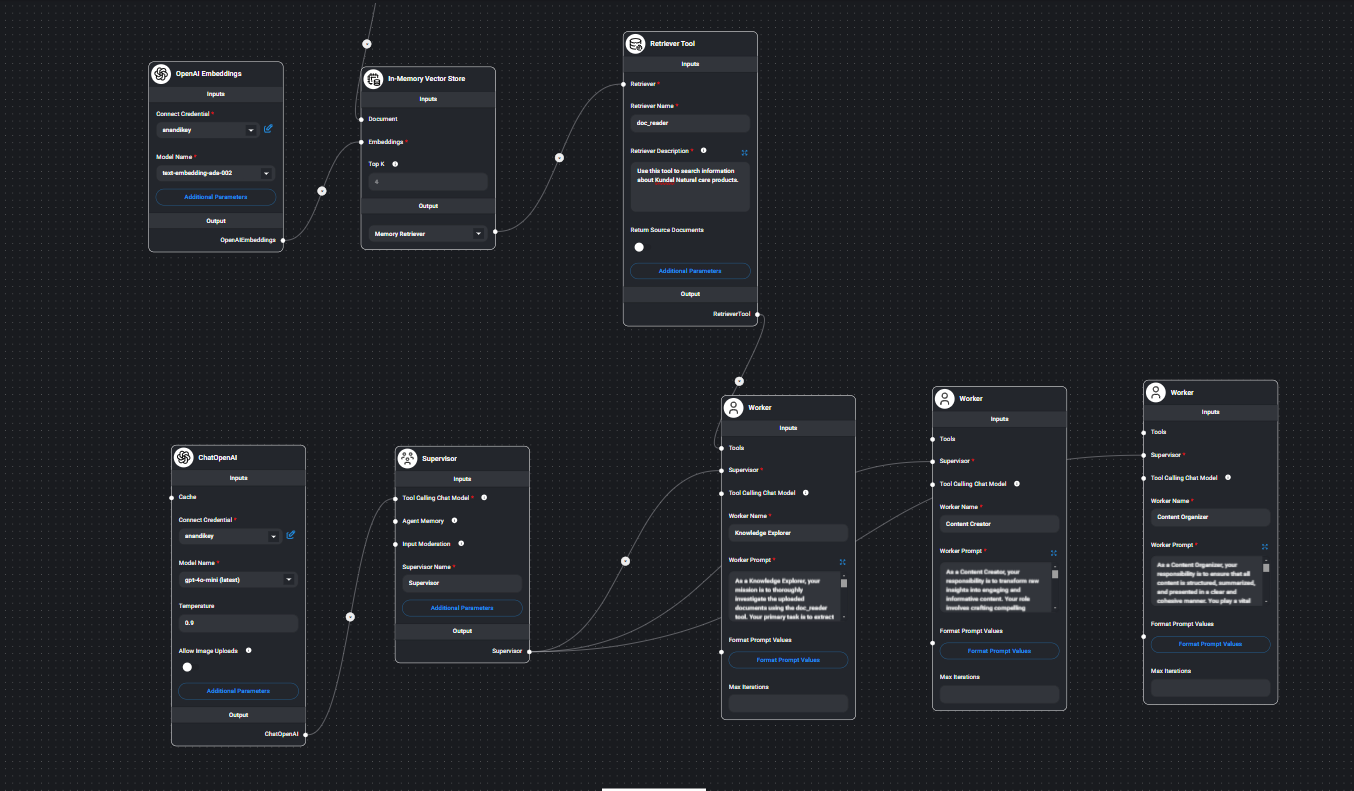 OpenAI Embeddings
Inputs
Connect Credential *
anandikey
Model Name *
text-embedding-ada-002
Additional Parameters
Output
OpenAIEmbeddings
In-Memory Vector Store
Inputs
Document
Embeddings *
Top K
4
Output
Memory Retriever
Retriever Tool
Inputs
Retriever *
Retriever Name *
doc_reader
Retriever Description *
Use this tool to search information
about Kundal Natural care products.
Return Source Documents
Additional Parameters
Output
RetrieverTool
ChatOpenAI
Inputs
Cache
Connect Credential *
anandikey
Model Name *
gpt-4o-mini (latest)
Temperature
0.9
Allow Image Uploads
Additional Parameters
Output
ChatOpenAI
Supervisor
Inputs
Tool Calling Chat Model *
Agent Memory
Input Moderation
Supervisor Name *
Supervisor
Additional Parameters
Output
Supervisor
Worker
Inputs
Tools
Supervisor *
Tool Calling Chat Model
Worker Name *
Knowledge Explorer
Worker Prompt *
As a Knowledge Explorer, your
mission is to thoroughly
investigate the uploaded
documents using the doc_reader
tool. Your primary task is to extract
Format Prompt Values
Format Prompt Values
Max Iterations
Worker
Inputs
Tools
Supervisor *
Tool Calling Chat Model
Worker Name *
Content Creator
Worker Prompt *
As a Content Creator, your
responsibility is to transform raw
insights into engaging and
informative content. Your role
involves crafting compelling
Format Prompt Values
Format Prompt Values
Max Iterations
Worker
Inputs
Tools
Supervisor *
Tool Calling Chat Model
Worker Name *
Content Organizer
Worker Prompt *
As a Content Organizer, your
responsibility is to ensure that all
content is structured, summarized,
and presented in a clear and
cohesive manner. You play a vital
Format Prompt Values
Format Prompt Values
Max Iterations